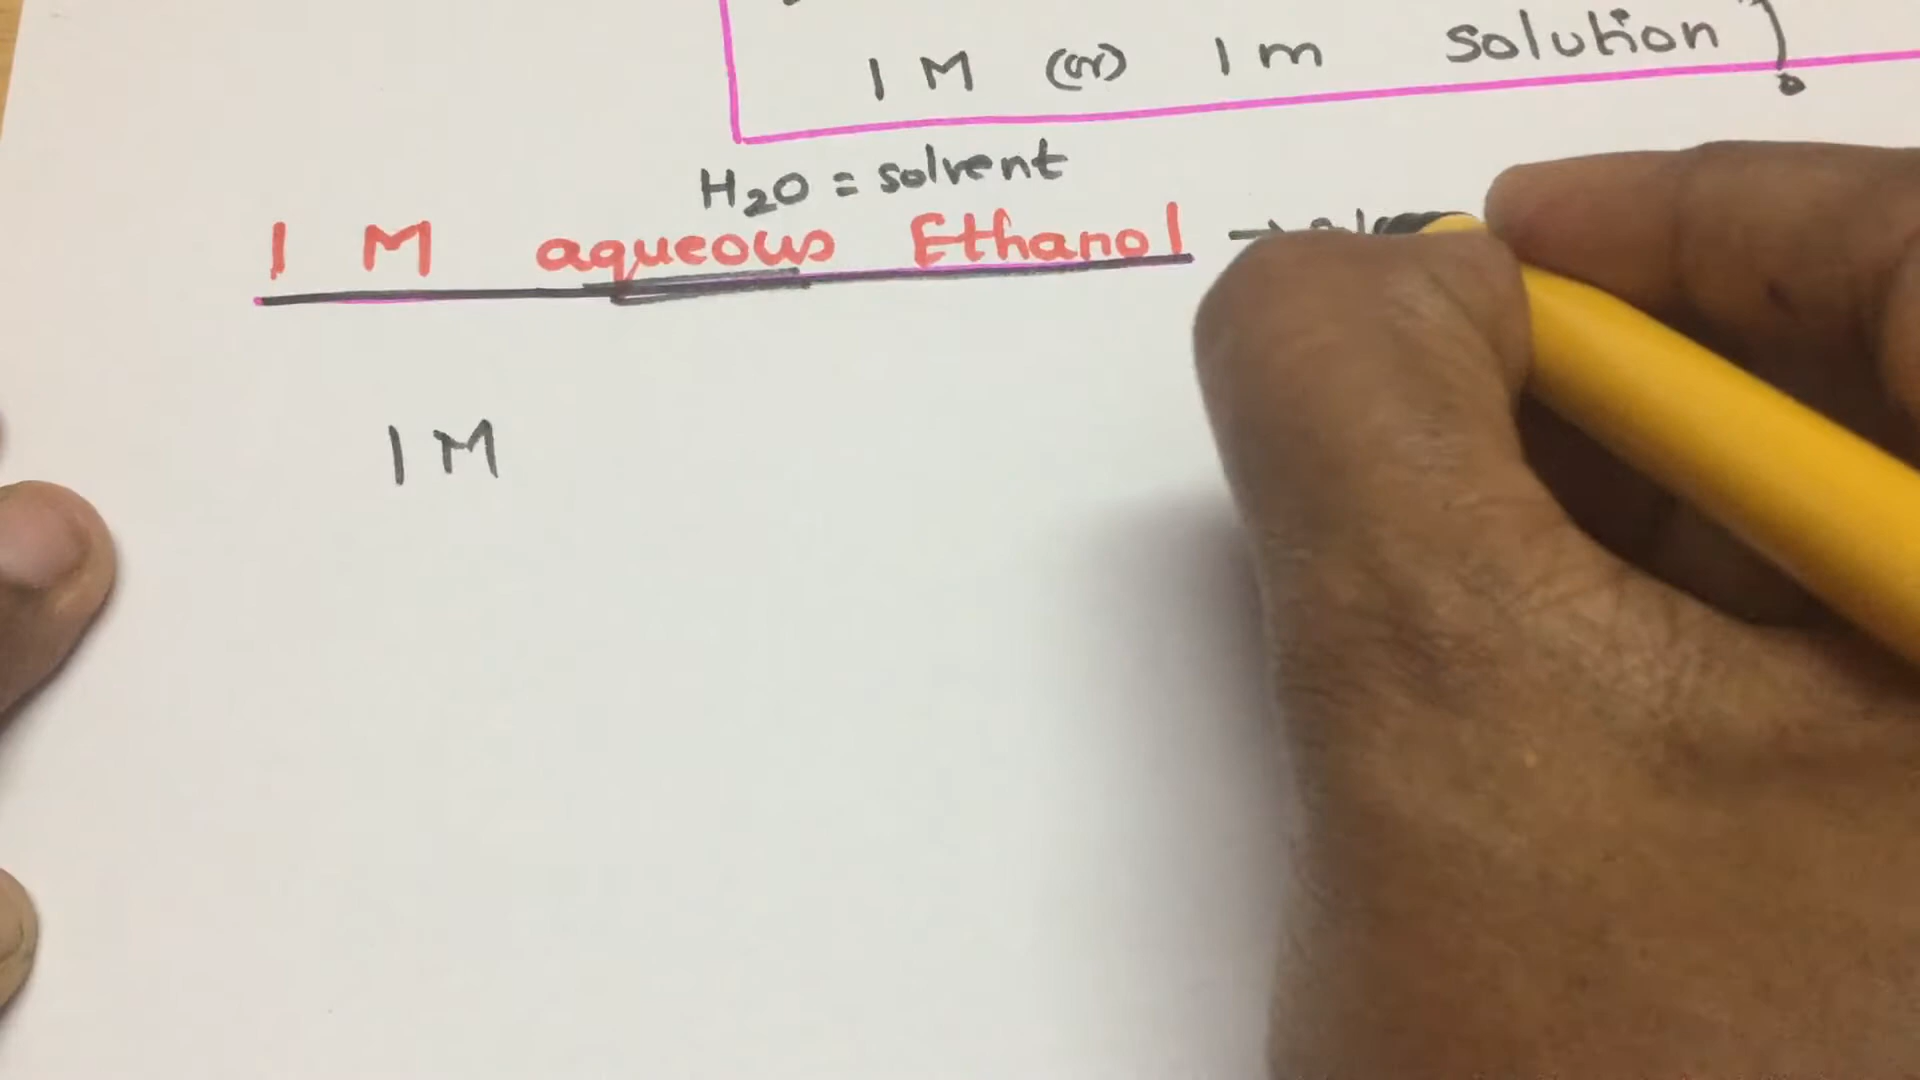 1 M (or) 1 m solution
H2O = solvent
1 M aqueous Ethanol →
1 M